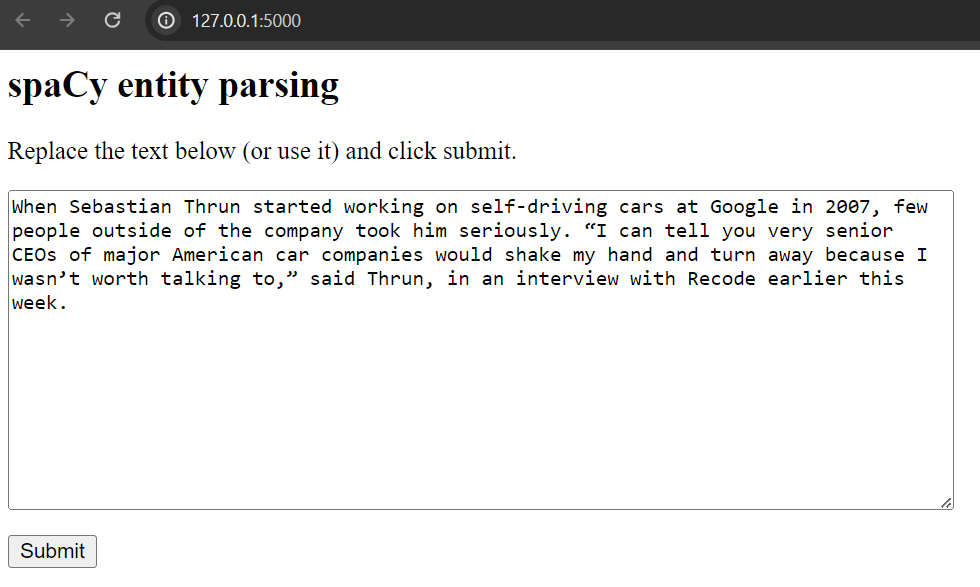 127.0.0.1:5000
spaCy entity parsing
Replace the text below (or use it) and click submit.
When Sebastian Thrun started working on self-driving cars at Google in 2007, few
people outside of the company took him seriously. “I can tell you very senior
CEOs of major American car companies would shake my hand and turn away because I
wasn’t worth talking to,” said Thrun, in an interview with Recode earlier this
week.
Submit